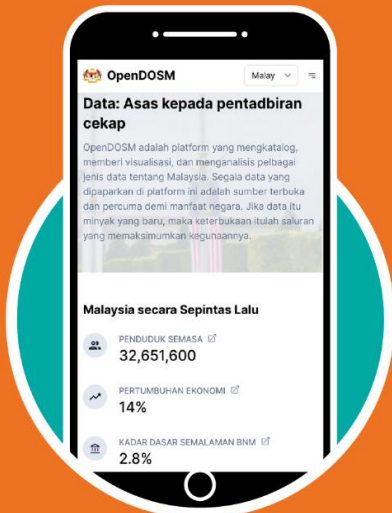 OpenDOSM
Malay
Data: Asas kepada pentadbiran
cekap
OpenDOSM adalah platform yang mengkatalog,
memberi visualisasi, dan menganalisis pelbagai
jenis data tentang Malaysia. Segala data yang
dipaparkan di platform ini adalah sumber terbuka
dan percuma demi manfaat negara. Jika data itu
minyak yang baru, maka keterbukaan itulah saluran
yang memaksimumkan kegunaannya.
Malaysia secara Sepintas Lalu
PENDUDUK SEMASA
32,651,600
PERTUMBUHAN EKONOMI
14%
KADAR DASAR SEMALAMAN BNM
2.8%